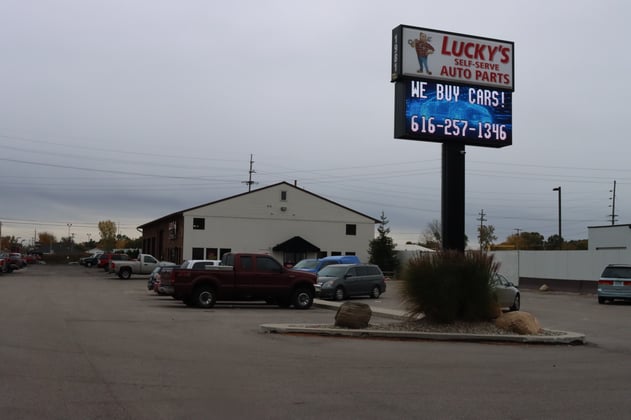 LUCKY'S
SELF-SERVE
AUTO PARTS
WE BUY CARS!
616-257-1346